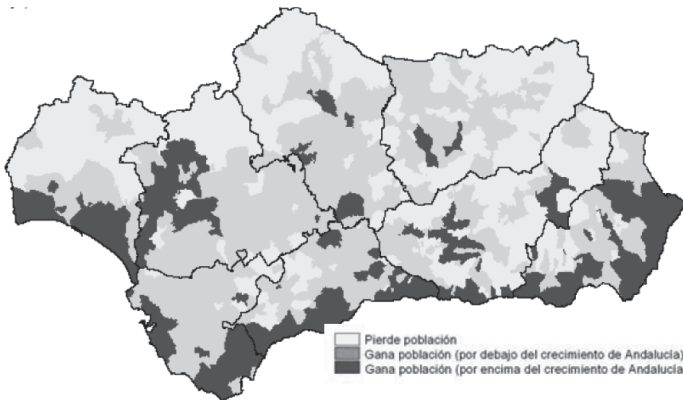 Pierde población
Gana población (por debajo del crecimiento de Andalucía)
Gana población (por encima del crecimiento de Andalucía